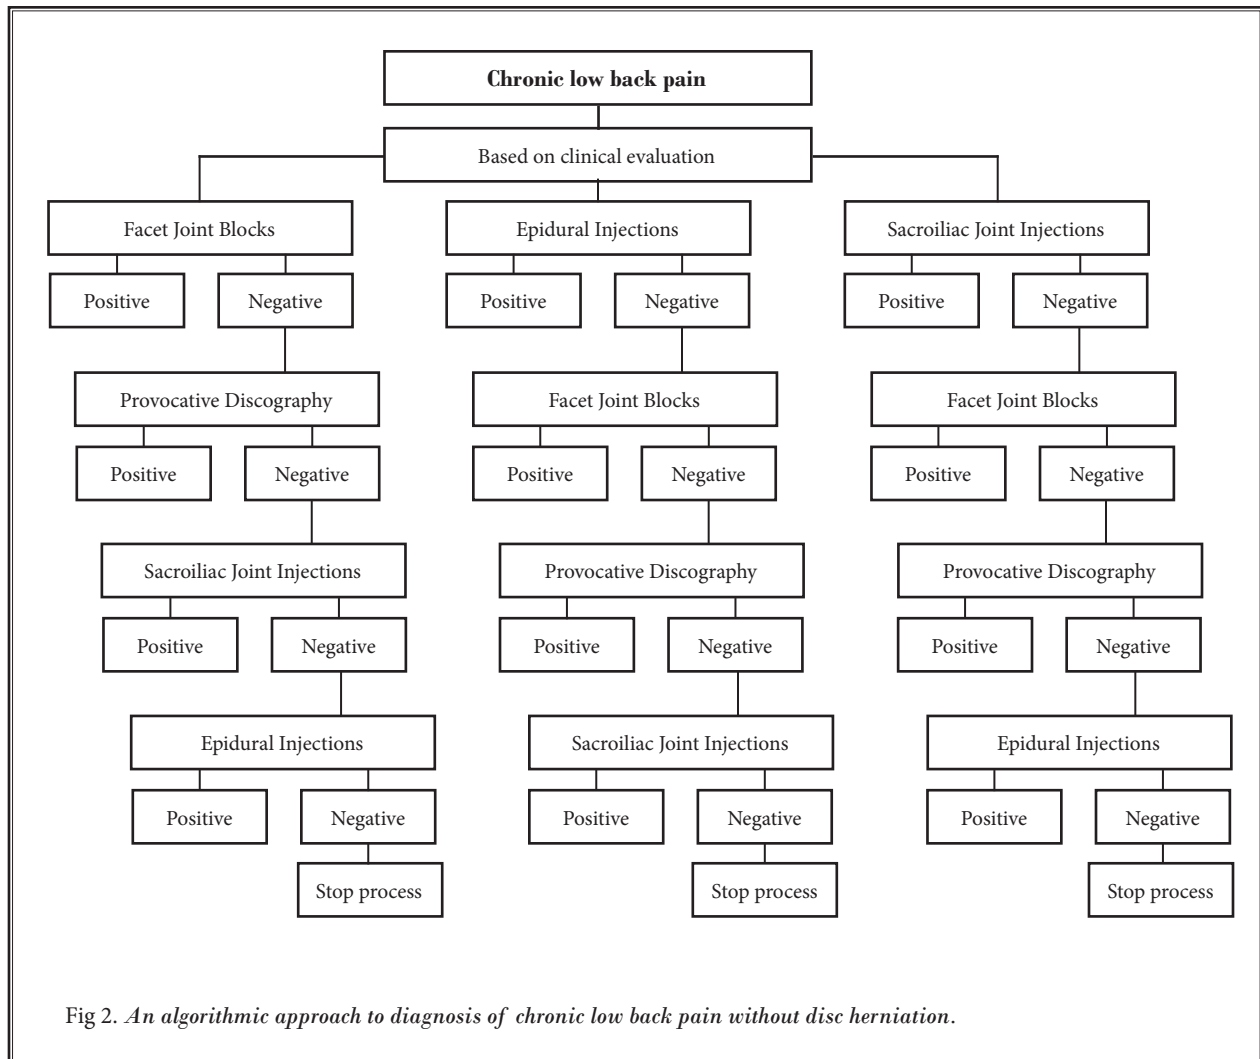 Chronic low back pain
Based on clinical evaluation
Facet Joint Blocks
Epidural Injections
Sacroiliac Joint Injections
Positive
Negative
Positive
Negative
Positive
Negative
Provocative Discography
Facet Joint Blocks
Facet Joint Blocks
Positive
Negative
Positive
Negative
Positive
Negative
Sacroiliac Joint Injections
Provocative Discography
Provocative Discography
Positive
Negative
Positive
Negative
Positive
Negative
Epidural Injections
Sacroiliac Joint Injections
Epidural Injections
Positive
Negative
Positive
Negative
Positive
Negative
Stop process
Stop process
Stop process
Fig 2. An algorithmic approach to diagnosis of chronic low back pain without disc herniation.